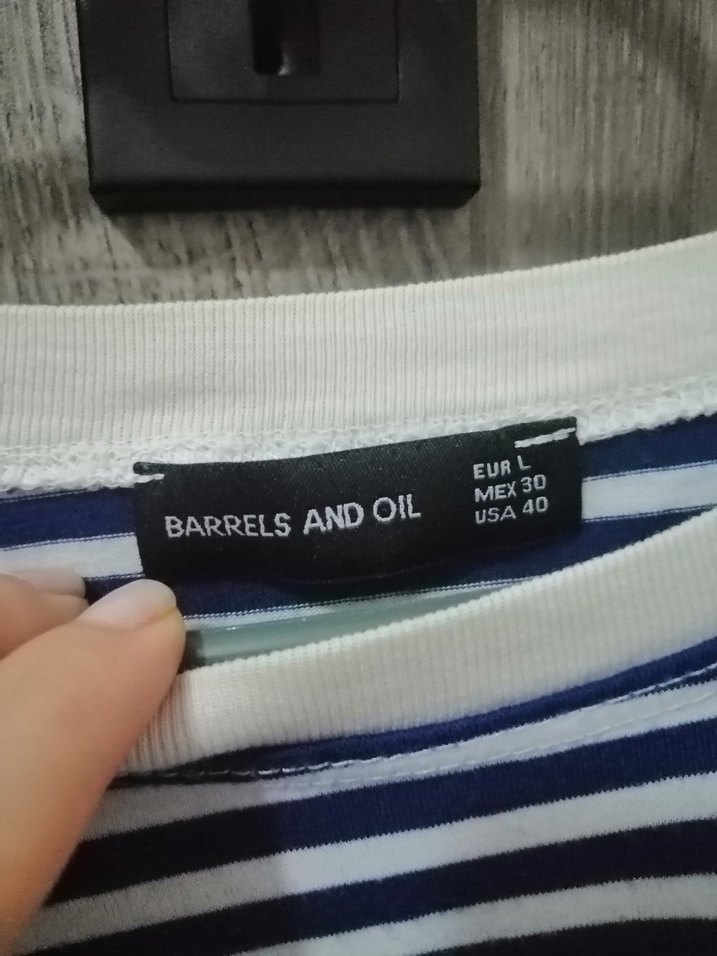 BARRELS AND OIL
EUR L
MEX 30
USA 40